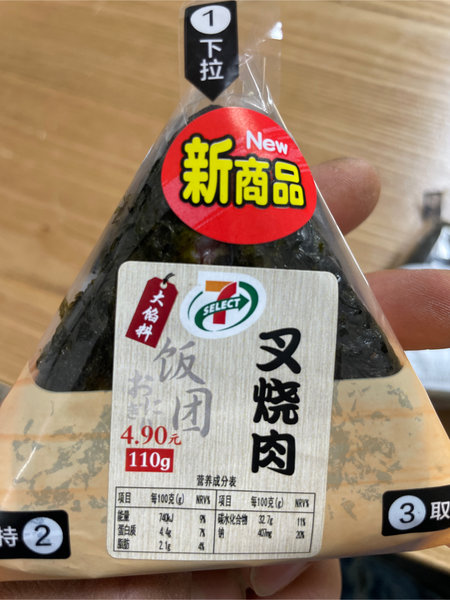 1
下拉
New
新商品
7
SELECT
大馅料
饭团
おにぎ
叉烧肉
4.90元
110g
营养成分表
项目 每100克(g) NRV%
能量 740kJ 9%
蛋白质 4.4g 7%
脂肪 2.1g 4%
项目 每100克(g) NRV%
碳水化合物 32.7g 11%
钠 407mg 20%
持 2
3 取